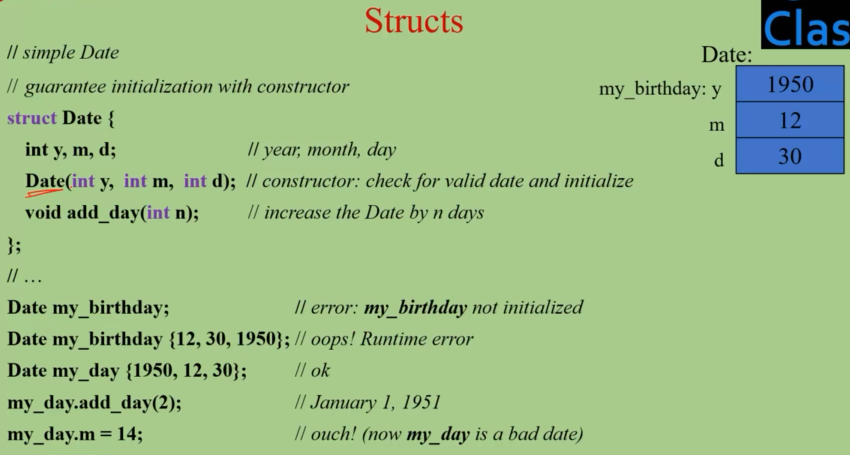 Structs
Clas
// simple Date
Date:
// guarantee initialization with constructor
my_birthday: y 1950
struct Date {
m 12
int y, m, d; // year, month, day
d 30
Date(int y, int m, int d); // constructor: check for valid date and initialize
void add_day(int n); // increase the Date by n days
};
// …
Date my_birthday; // error: my_birthday not initialized
Date my_birthday {12, 30, 1950}; // oops! Runtime error
Date my_day {1950, 12, 30}; // ok
my_day.add_day(2); // January 1, 1951
my_day.m = 14; // ouch! (now my_day is a bad date)